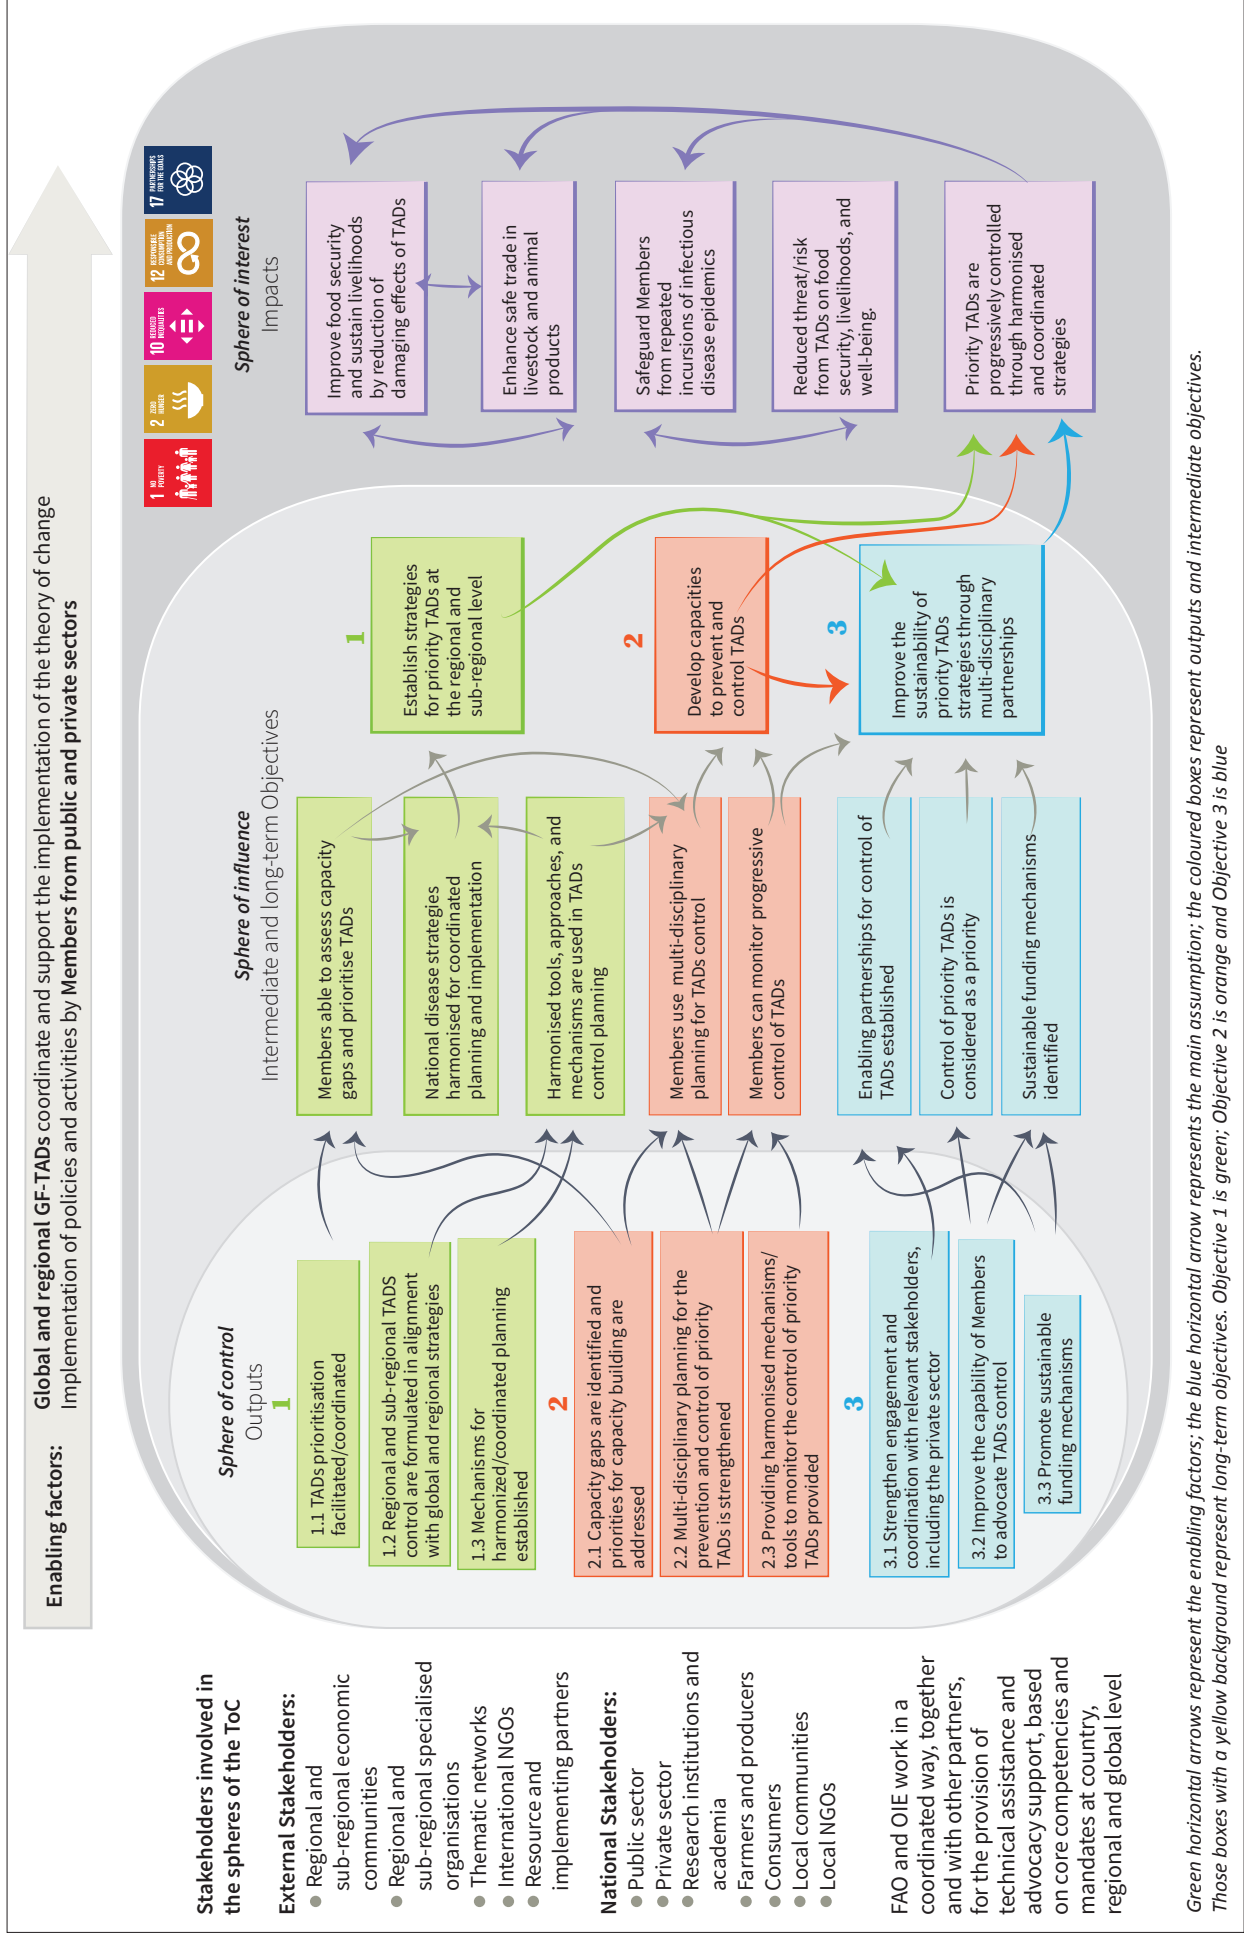 Enabling factors:
Global and regional GF-TADs coordinate and support the implementation of the theory of change
Implementation of policies and activities by Members from public and private sectors
Stakeholders involved in
the spheres of the ToC
External Stakeholders:
● Regional and
sub-regional economic
communities
● Regional and
sub-regional specialised
organisations
● Thematic networks
● International NGOs
● Resource and
implementing partners
National Stakeholders:
● Public sector
● Private sector
● Research institutions and
academia
● Farmers and producers
● Consumers
● Local communities
● Local NGOs
FAO and OIE work in a
coordinated way, together
and with other partners,
for the provision of
technical assistance and
advocacy support, based
on core competencies and
mandates at country,
regional and global level
Sphere of control
Outputs
1
1.1 TADs prioritisation
facilitated/coordinated
1.2 Regional and sub-regional TADS
control are formulated in alignment
with global and regional strategies
1.3 Mechanisms for
harmonized/coordinated planning
established
2
2.1 Capacity gaps are identified and
priorities for capacity building are
addressed
2.2 Multi-disciplinary planning for the
prevention and control of priority
TADs is strengthened
2.3 Providing harmonised mechanisms/
tools to monitor the control of priority
TADs provided
3
3.1 Strengthen engagement and
coordination with relevant stakeholders,
including the private sector
3.2 Improve the capability of Members
to advocate TADs control
3.3 Promote sustainable
funding mechanisms
Sphere of influence
Intermediate and long-term Objectives
Members able to assess capacity
gaps and prioritise TADs
National disease strategies
harmonised for coordinated
planning and implementation
Harmonised tools, approaches, and
mechanisms are used in TADs
control planning
Members use multi-disciplinary
planning for TADs control
Members can monitor progressive
control of TADs
Enabling partnerships for control of
TADs established
Control of priority TADs is
considered as a priority
Sustainable funding mechanisms
identified
1
Establish strategies
for priority TADs at
the regional and
sub-regional level
2
Develop capacities
to prevent and
control TADs
3
Improve the
sustainability of
priority TADs
strategies through
multi-disciplinary
partnerships
1 NO
POVERTY
2 ZERO
HUNGER
10 REDUCED
INEQUALITIES
12 RESPONSIBLE
CONSUMPTION
AND PRODUCTION
17 PARTNERSHIPS
FOR THE GOALS
Sphere of interest
Impacts
Improve food security
and sustain livelihoods
by reduction of
damaging effects of TADs
Enhance safe trade in
livestock and animal
products
Safeguard Members
from repeated
incursions of infectious
disease epidemics
Reduced threat/risk
from TADs on food
security, livelihoods, and
well-being,
Priority TADs are
progressively controlled
through harmonised
and coordinated
strategies
Green horizontal arrows represent the enabling factors; the blue horizontal arrow represents the main assumption; the coloured boxes represent outputs and intermediate objectives.
Those boxes with a yellow background represent long-term objectives. Objective 1 is green; Objective 2 is orange and Objective 3 is blue